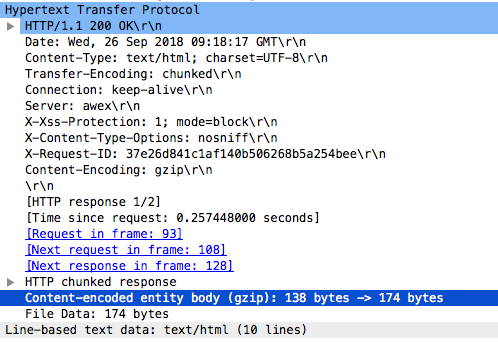 Hypertext Transfer Protocol
HTTP/1.1 200 OK\r\n
Date: Wed, 26 Sep 2018 09:18:17 GMT\r\n
Content-Type: text/html; charset=UTF-8\r\n
Transfer-Encoding: chunked\r\n
Connection: keep-alive\r\n
Server: awex\r\n
X-Xss-Protection: 1; mode=block\r\n
X-Content-Type-Options: nosniff\r\n
X-Request-ID: 37e26d841c1af140b506268b5a254bee\r\n
Content-Encoding: gzip\r\n
\r\n
[HTTP response 1/2]
[Time since request: 0.257448000 seconds]
[Request in frame: 93]
[Next request in frame: 108]
[Next response in frame: 128]
HTTP chunked response
Content-encoded entity body (gzip): 138 bytes -> 174 bytes
File Data: 174 bytes
Line-based text data: text/html (10 lines)